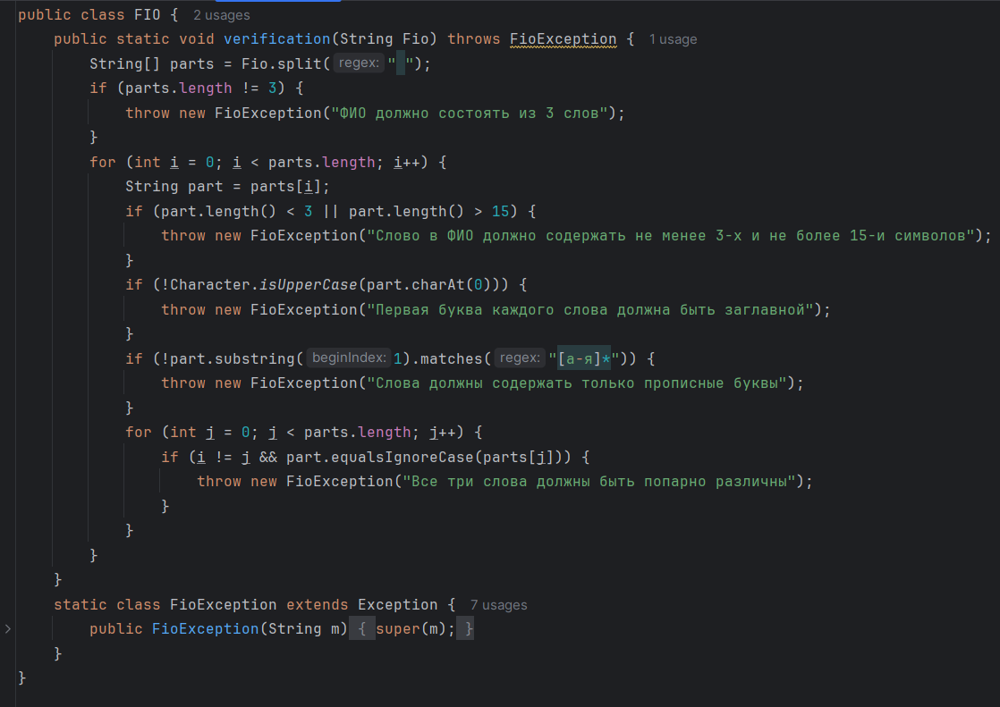 public class FIO {  2 usages
    public static void verification(String Fio) throws FioException {  1 usage
        String[] parts = Fio.split( regex: " ");
        if (parts.length != 3) {
            throw new FioException("ФИО должно состоять из 3 слов");
        }
        for (int i = 0; i < parts.length; i++) {
            String part = parts[i];
            if (part.length() < 3 || part.length() > 15) {
                throw new FioException("Слово в ФИО должно содержать не менее 3-х и не более 15-и символов");
            }
            if (!Character.isUpperCase(part.charAt(0))) {
                throw new FioException("Первая буква каждого слова должна быть заглавной");
            }
            if (!part.substring( beginIndex: 1).matches( regex: "[а-я]*")) {
                throw new FioException("Слова должны содержать только прописные буквы");
            }
            for (int j = 0; j < parts.length; j++) {
                if (i != j && part.equalsIgnoreCase(parts[j])) {
                    throw new FioException("Все три слова должны быть попарно различны");
                }
            }
        }
    }
    static class FioException extends Exception {  7 usages
        public FioException(String m) { super(m); }
    }
}